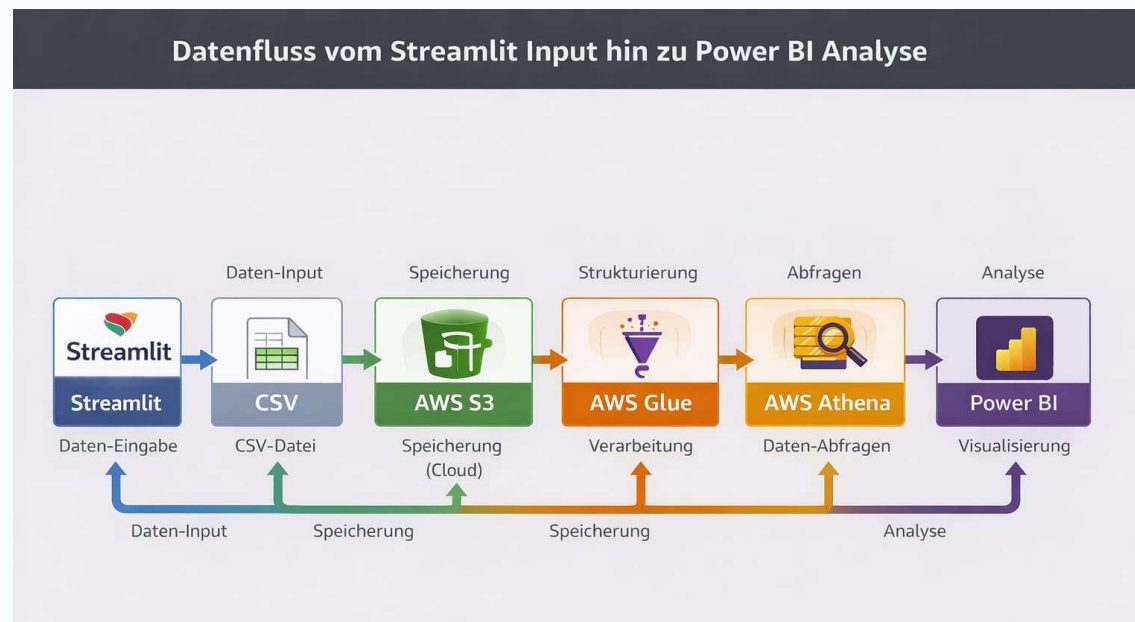 Datenfluss vom Streamlit Input hin zu Power BI Analyse
Daten-Input
Speicherung
Strukturierung
Abfragen
Analyse
Streamlit
Streamlit
CSV
AWS S3
AWS Glue
AWS Athena
Power BI
Daten-Eingabe
CSV-Datei
Speicherung
(Cloud)
Verarbeitung
Daten-Abfragen
Visualisierung
Daten-Input
Speicherung
Speicherung
Analyse